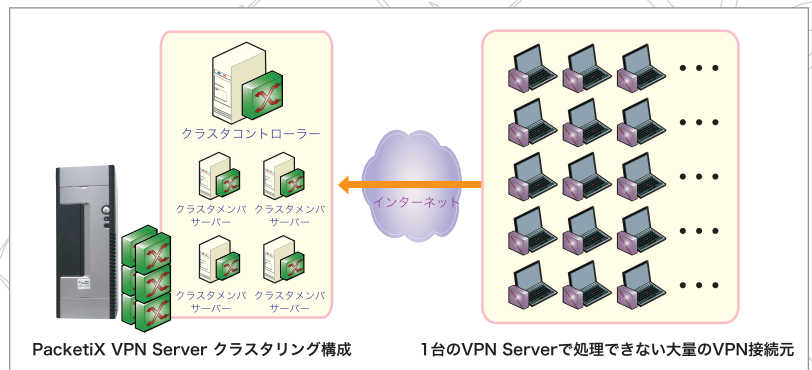 クラスタコントローラー
クラスタメンバ
サーバー
クラスタメンバ
サーバー
インターネット
クラスタメンバ
サーバー
クラスタメンバ
サーバー
PacketiX VPN Server クラスタリング構成
1台のVPN Serverで処理できない大量のVPN接続元